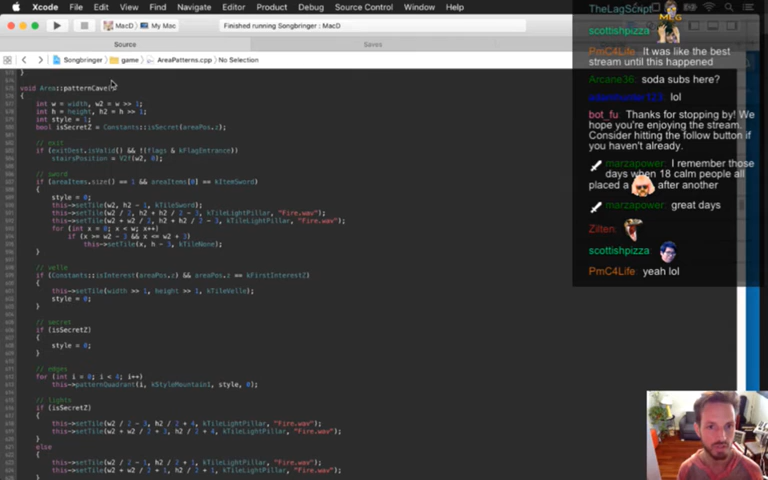 Xcode File Edit View Find Navigate Editor Product Debug Window Help
MacD My Mac
Finished running Songbringer : MacD
Source Saves
Songbringer game AreaPatterns.cpp No Selection
}
void Area::patternCave
{
int w = width, w2 = w >> 1;
int h = height, h2 = h >> 1;
int style = 1;
bool isSecretZ = Constants::isSecret(areaPos.z);
// exit
if (exitDest.isValid() && !(flags & kFlagEntrance))
stairsPosition = V2f(w2, 0);
// sword
if (areaItems.size() == 1 && areaItems[0] == kItemSword)
{
style = 0;
this->setTile(w2, h2 - 1, kTileSword);
this->setTile(w2 / 2, h2 + h2 / 2 - 3, kTileLightPillar, "Fire.wav");
this->setTile(w2 + w2 / 2, h2 + h2 / 2 - 3, kTileLightPillar, "Fire.wav");
for (int x = 0; x < w; x++)
if (x >= w2 - 3 && x <= w2 + 3)
this->setTile(x, h - 3, kTileNone);
}
// velle
if (Constants::isInterest(areaPos.z) && areaPos.z == kFirstInterestZ)
{
this->setTile(width >> 1, height >> 1, kTileVelle);
style = 0;
}
// secret
if (isSecretZ)
{
style = 0;
}
// edges
for (int i = 0; i < 4; i++)
this->patternQuadrant(i, kStyleMountain1, style, 0);
// lights
if (isSecretZ)
{
this->setTile(w2 / 2 - 3, h2 / 2 + 4, kTileLightPillar, "Fire.wav");
this->setTile(w2 + w2 / 2 + 3, h2 / 2 + 4, kTileLightPillar, "Fire.wav");
}
else
{
this->setTile(w2 / 2 - 1, h2 / 2 + 1, kTileLightPillar, "Fire.wav");
this->setTile(w2 + w2 / 2 + 1, h2 / 2 + 1, kTileLightPillar, "Fire.wav");
}
TheLagScript
MEG
scottishpizza
PmC4Life It was like the best
stream until this happened
Arcane36: soda subs here?
lol
bot_fu Thanks for stopping by! We
hope you're enjoying the stream.
Consider hitting the follow button if
you haven't already.
marzapower: I remember those
days when 18 calm people all
placed a after another
marzapower: great days
Zilten:
scottishpizza
PmC4Life yeah lol